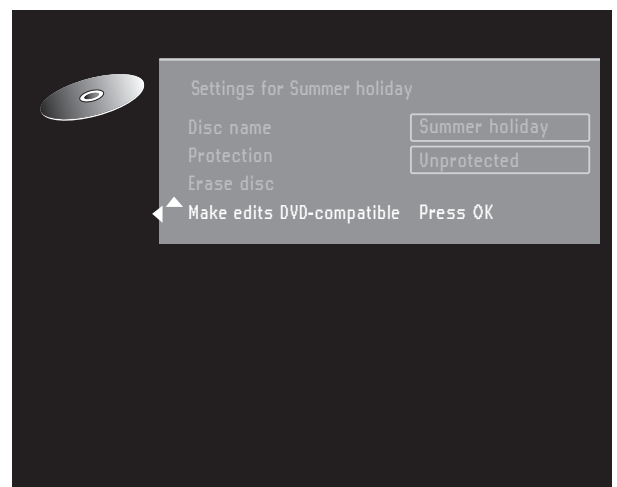 Settings for Summer holiday
Disc name Summer holiday
Protection Unprotected
Erase disc
Make edits DVD-compatible Press OK